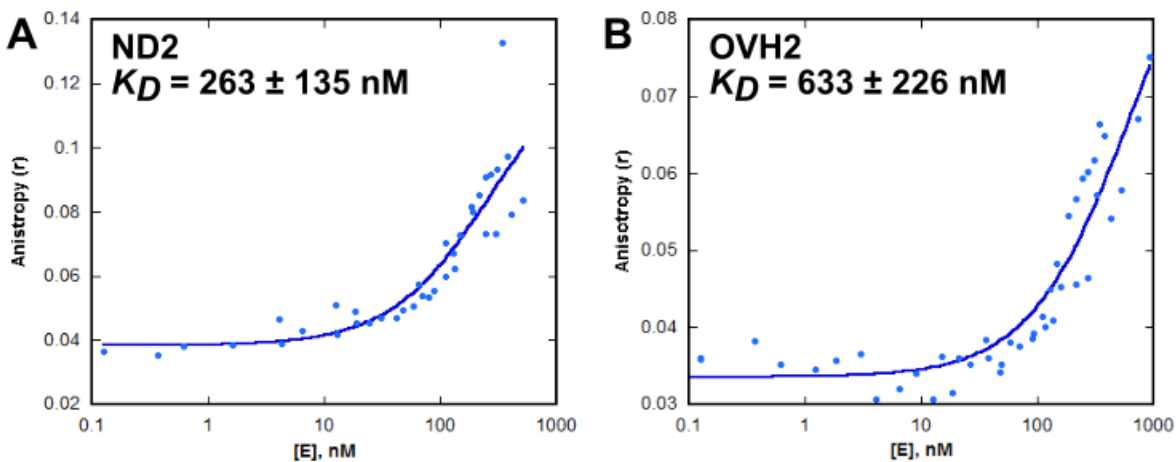 A
ND2
KD = 263 ± 135 nM
Anistropy (r)
0.14
0.12
0.1
0.08
0.06
0.04
0.02
0.1
1
10
100
1000
[E], nM
B
OVH2
KD = 633 ± 226 nM
Anisotropy (r)
0.08
0.07
0.06
0.05
0.04
0.03
0.1
1
10
100
1000
[E], nM